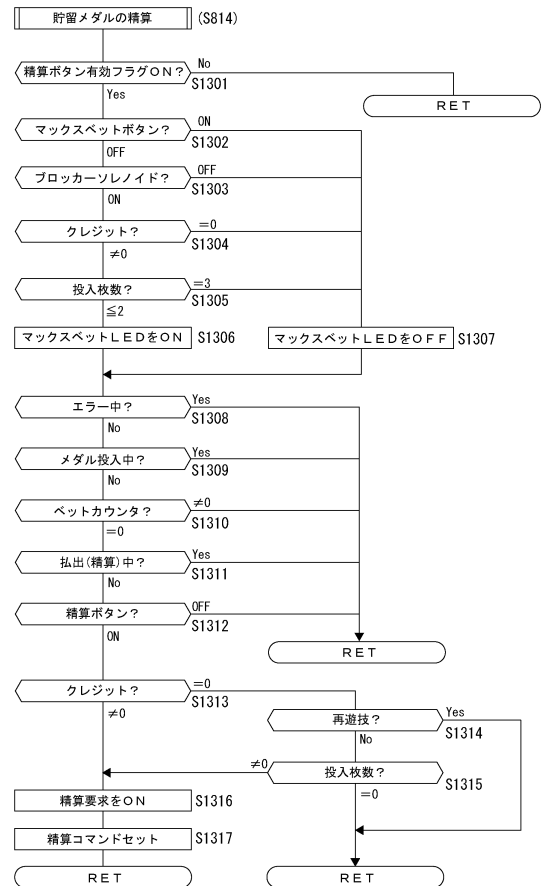 貯留メダルの精算 (S814)
精算ボタン有効フラグON? No
S1301
Yes
RET
マックスベットボタン? ON
S1302
OFF
ブロッカーソレノイド? OFF
S1303
ON
クレジット? =0
S1304
≠0
投入枚数? =3
S1305
≦2
マックスベットLEDをON S1306
マックスベットLEDをOFF S1307
エラー中? Yes
S1308
No
メダル投入中? Yes
S1309
No
ベットカウンタ? ≠0
S1310
=0
払出(精算)中? Yes
S1311
No
精算ボタン? OFF
S1312
ON
RET
クレジット? =0
S1313
≠0
再遊技? Yes
S1314
No
≠0 投入枚数?
S1315
=0
精算要求をON S1316
精算コマンドセット S1317
RET
RET